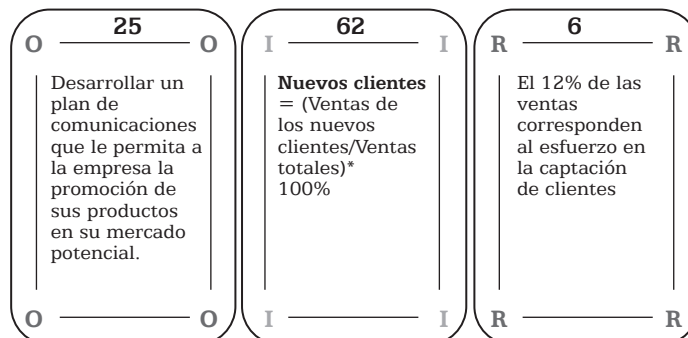 25
O O
Desarrollar un
plan de
comunicaciones
que le permita a
la empresa la
promoción de
sus productos
en su mercado
potencial.
O O
62
I I
Nuevos clientes
= (Ventas de
los nuevos
clientes/Ventas
totales)*
100%
I I
6
R R
El 12% de las
ventas
corresponden
al esfuerzo en
la captación
de clientes
R R